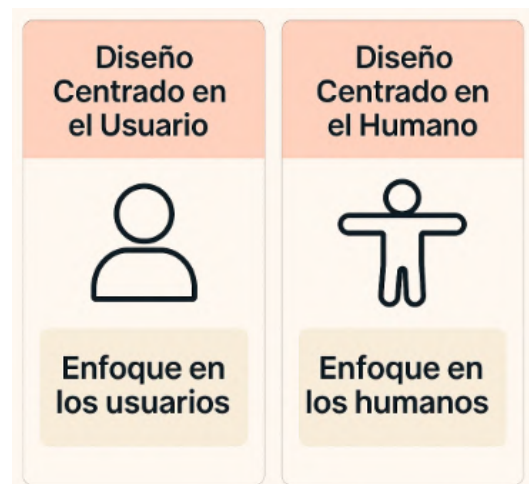 Diseño
Centrado en
el Usuario
Enfoque en
los usuarios
Diseño
Centrado en
el Humano
Enfoque en
los humanos